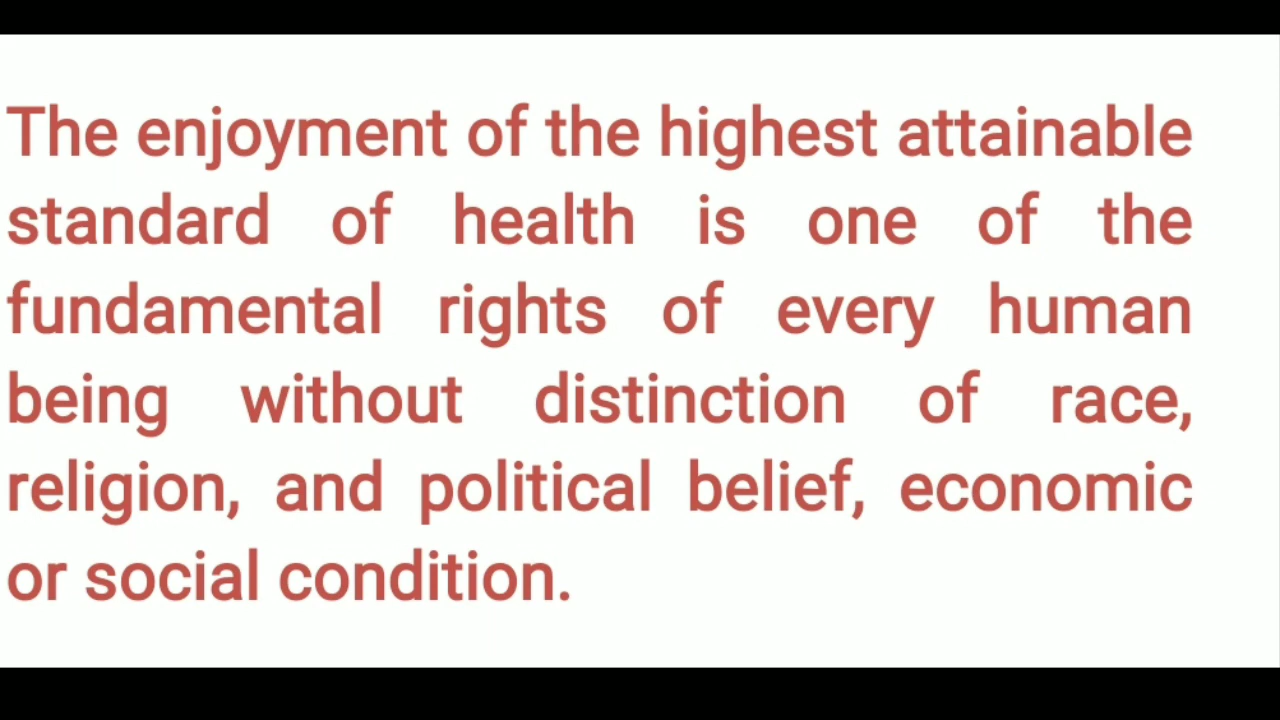 The enjoyment of the highest attainable
standard of health is one of the
fundamental rights of every human
being without distinction of race,
religion, and political belief, economic
or social condition.